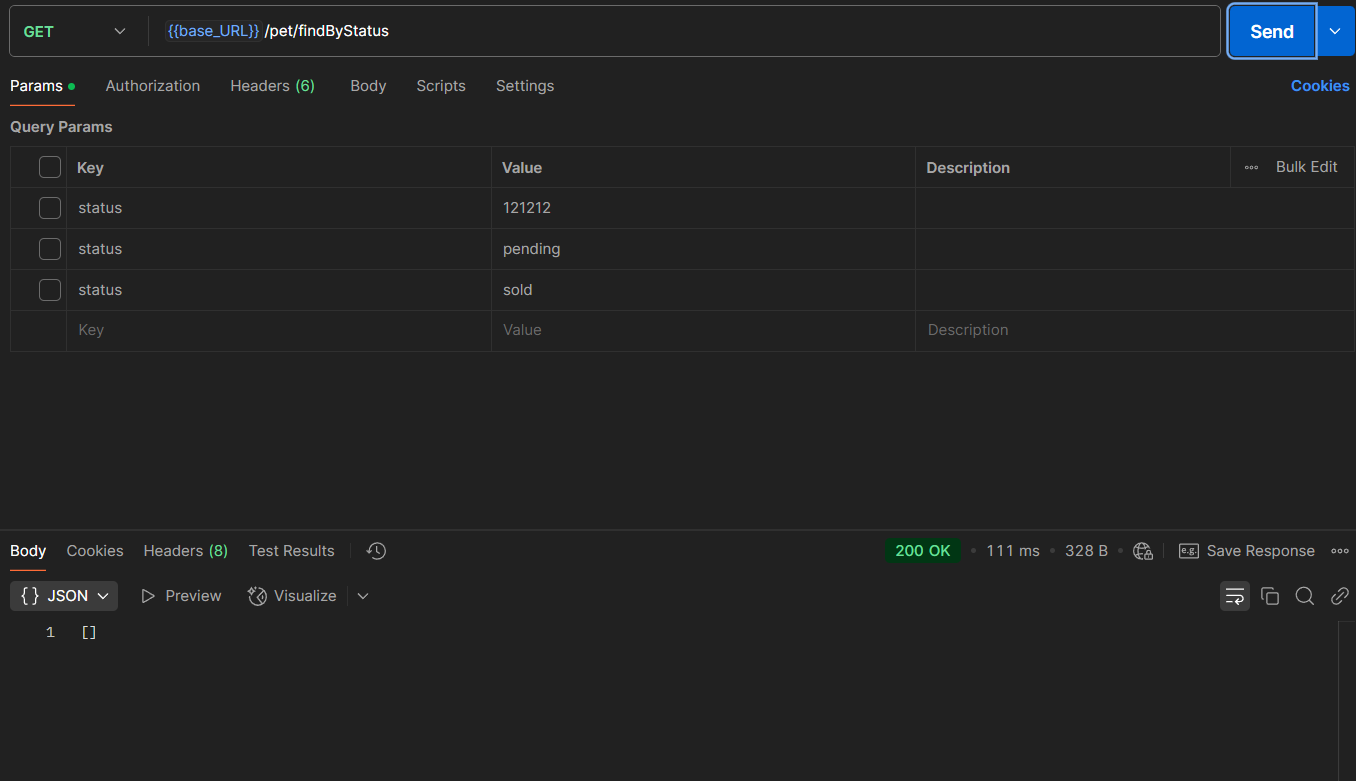 GET {{base_URL}} /pet/findByStatus Send
Params Authorization Headers (6) Body Scripts Settings Cookies
Query Params
Key Value Description Bulk Edit
status 121212
status pending
status sold
Key Value Description
Body Cookies Headers (8) Test Results 200 OK 111 ms 328 B e.g. Save Response
{} JSON Preview Visualize
1 []